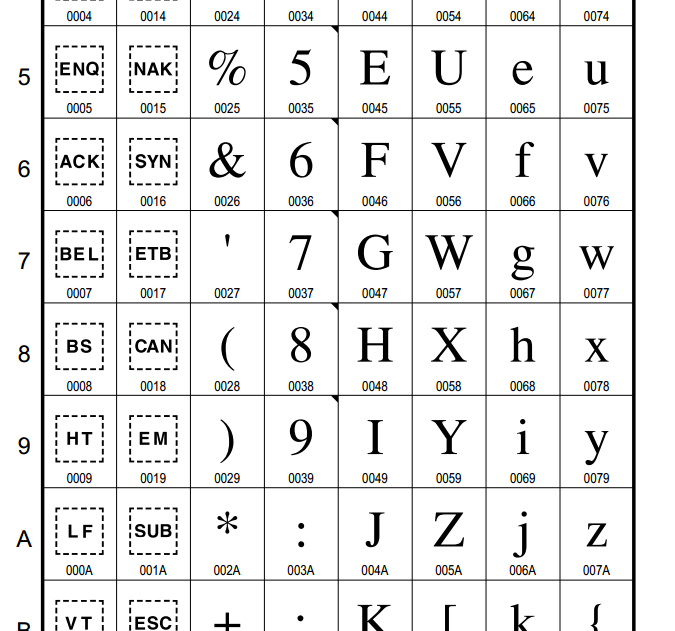 0004 0014 0024 0034 0044 0054 0064 0074
5 ENQ NAK % 5 E U e u
0005 0015 0025 0035 0045 0055 0065 0075
6 ACK SYN & 6 F V f v
0006 0016 0026 0036 0046 0056 0066 0076
7 BEL ETB ' 7 G W g w
0007 0017 0027 0037 0047 0057 0067 0077
8 BS CAN ( 8 H X h x
0008 0018 0028 0038 0048 0058 0068 0078
9 HT EM ) 9 I Y i y
0009 0019 0029 0039 0049 0059 0069 0079
A LF SUB * : J Z j z
000A 001A 002A 003A 004A 005A 006A 007A
B VT ESC + K [ k {